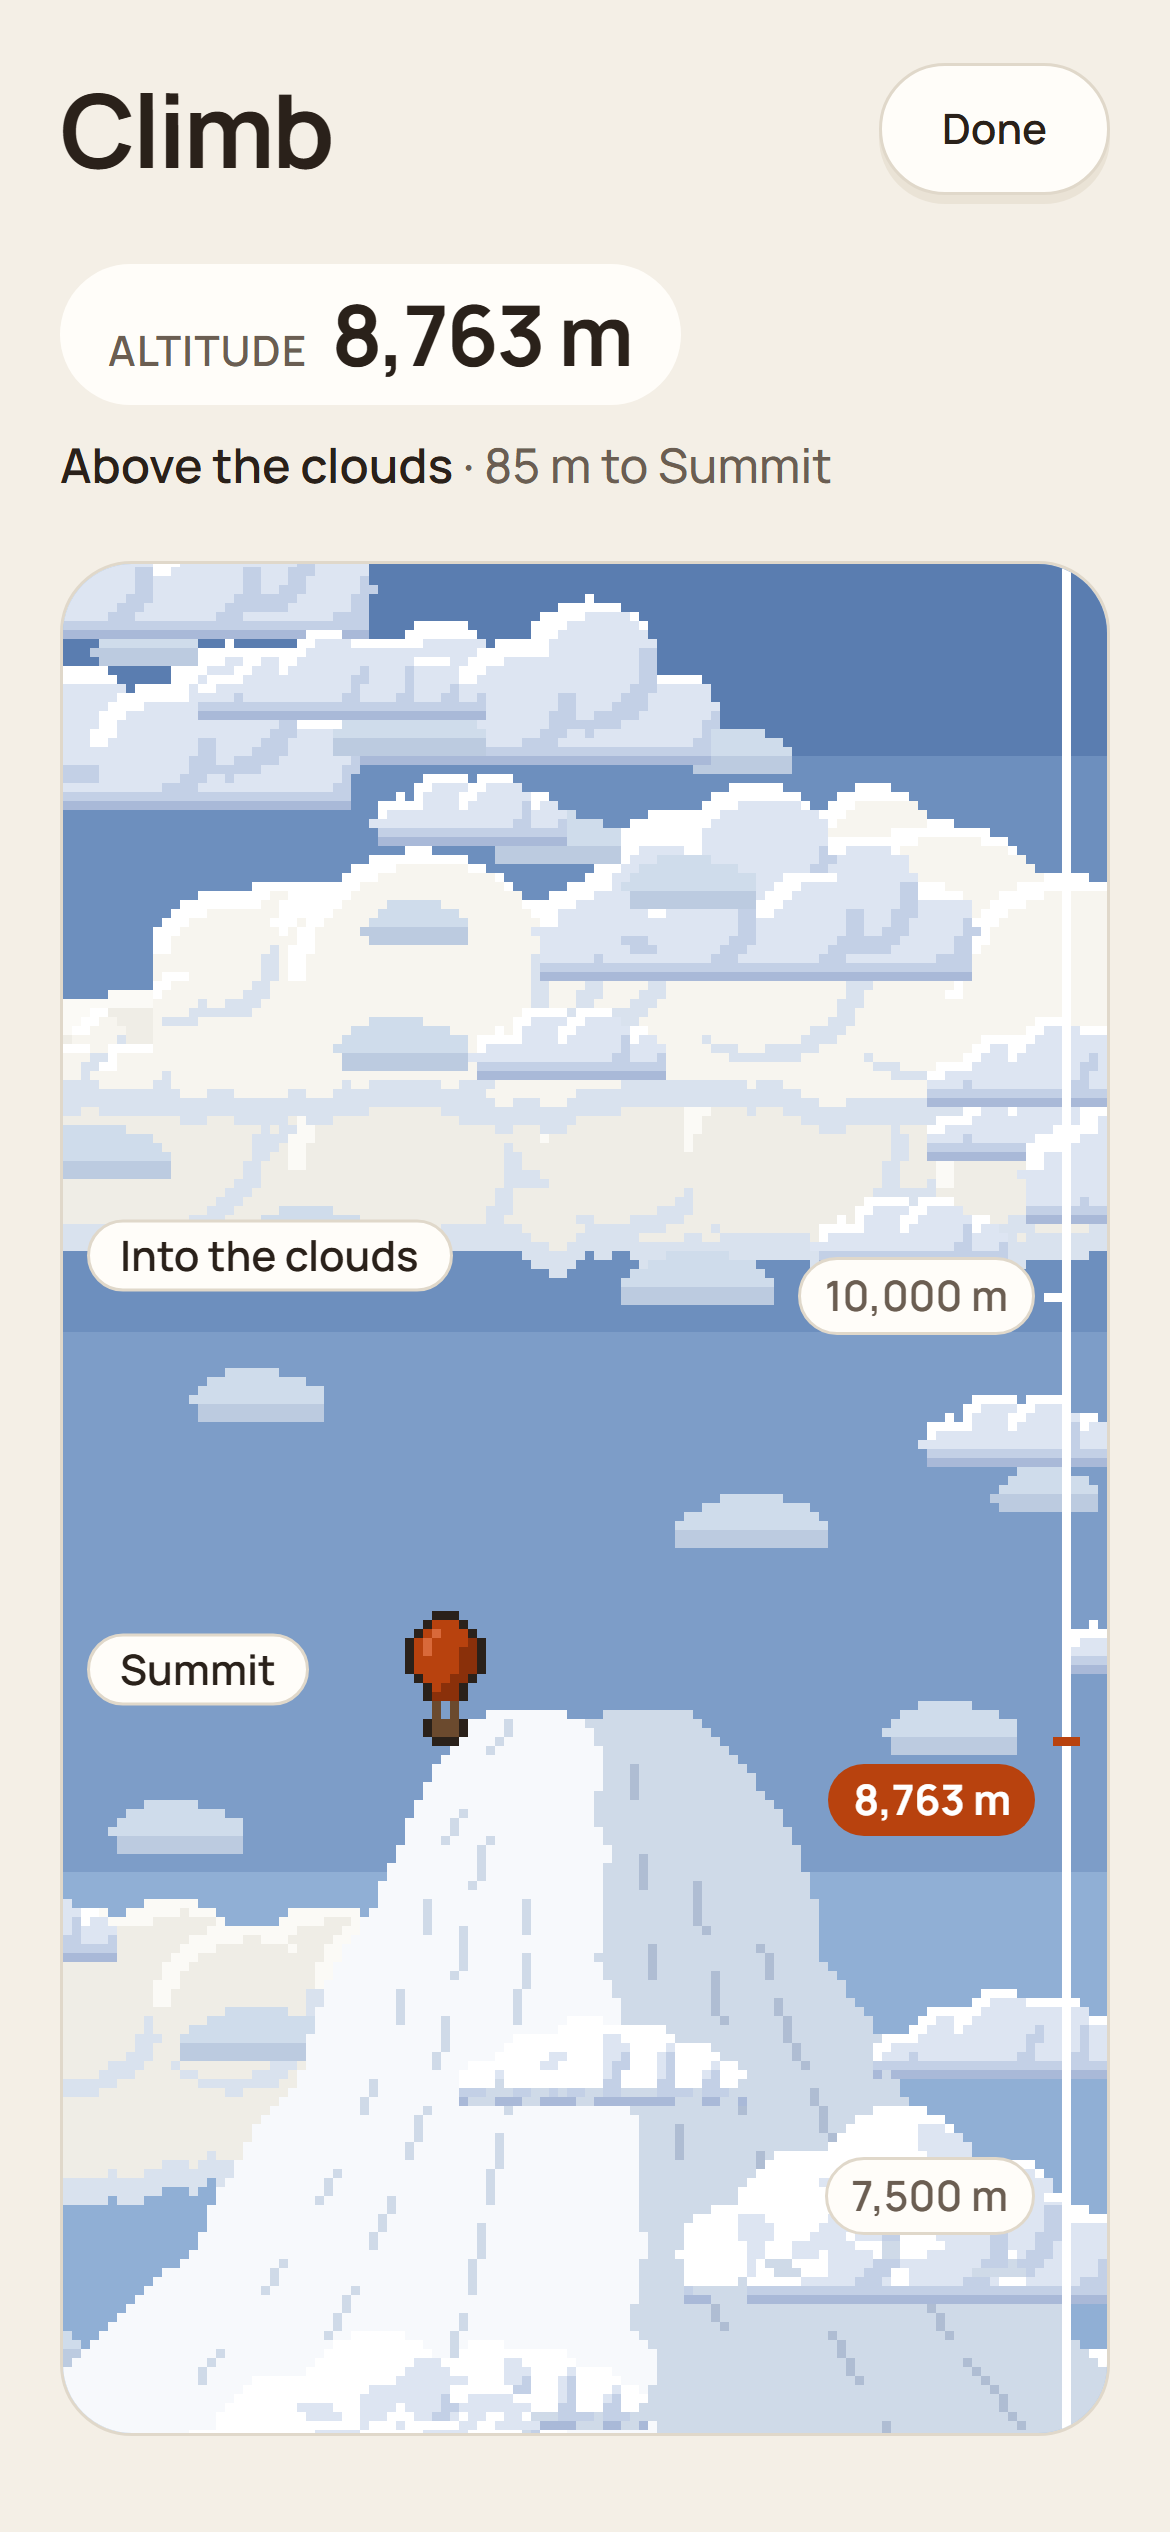 Climb
Done
ALTITUDE 8,763 m
Above the clouds · 85 m to Summit
Into the clouds
10,000 m
Summit
8,763 m
7,500 m